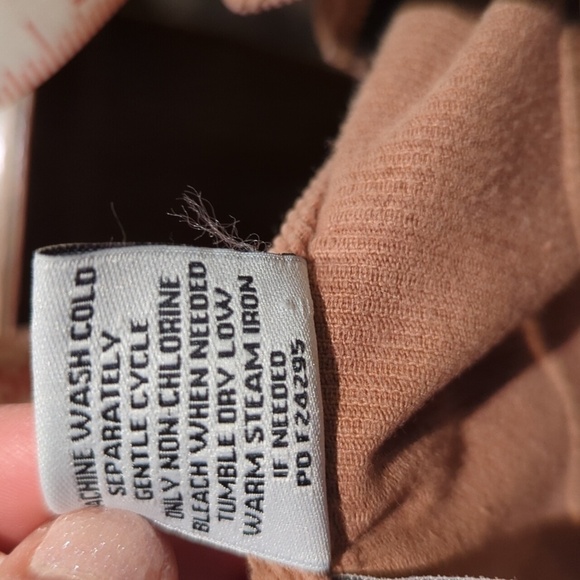 ACHINE WASH COLD
SEPARATELY
GENTLE CYCLE
ONLY NON-CHLORINE
BLEACH WHEN NEEDED
TUMBLE DRY LOW
WARM STEAM IRON
IF NEEDED
PO F24295